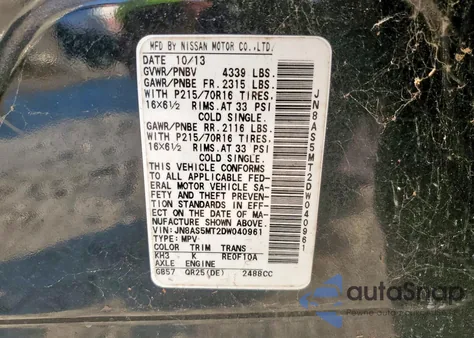 MFD BY NISSAN MOTOR CO.,LTD.
DATE 10/13
GVWR/PNBV 4339 LBS.
GAWR/PNBE FR. 2315 LBS.
WITH P215/70R16 TIRES.
16X6½ RIMS.AT 33 PSI
COLD SINGLE.
GAWR/PNBE RR. 2116 LBS.
WITH P215/70R16 TIRES.
16X6½ RIMS.AT 33 PSI
COLD SINGLE.
THIS VEHICLE CONFORMS
TO ALL APPLICABLE FED-
ERAL MOTOR VEHICLE SA-
FETY AND THEFT PREVEN-
TION STANDARDS IN EFF-
ECT ON THE DATE OF MA-
NUFACTURE SHOWN ABOVE.
VIN:JN8AS5MT2DW040961
TYPE: MPV
COLOR TRIM TRANS
KH3 K RE0F10A
AXLE ENGINE
GB57 QR25(DE) 2488CC
JN8AS5MT2DW040961
autoSnap
Pewne auto z importu